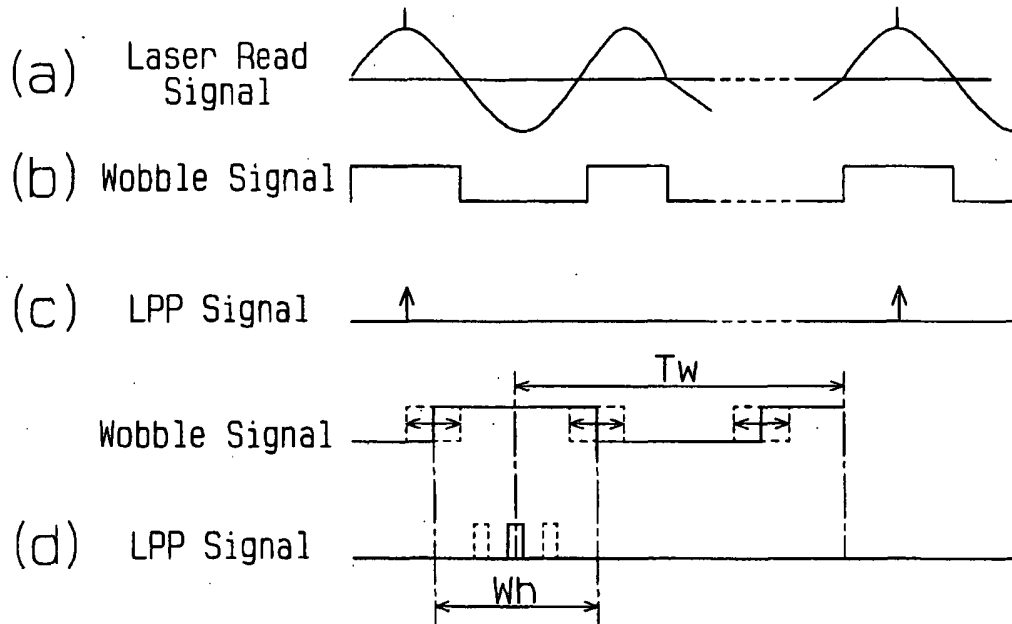 (a) Laser Read
Signal
(b) Wobble Signal
(c) LPP Signal
Tw
Wobble Signal
(d) LPP Signal
Wh